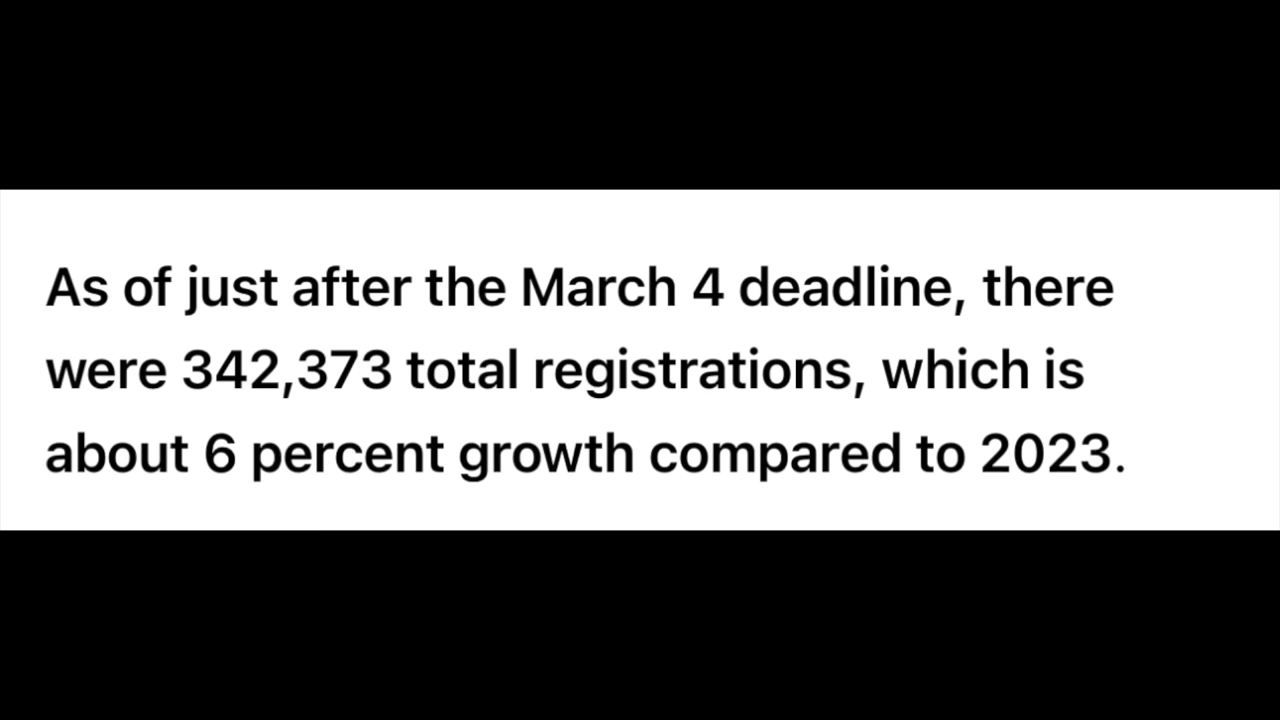 As of just after the March 4 deadline, there
were 342,373 total registrations, which is
about 6 percent growth compared to 2023.